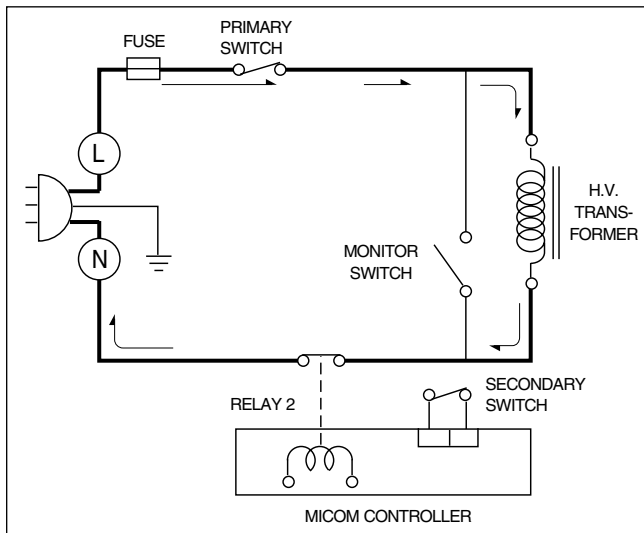 FUSE
PRIMARY
SWITCH
L
N
MONITOR
SWITCH
H.V.
TRANS-
FORMER
RELAY 2
SECONDARY
SWITCH
MICOM CONTROLLER